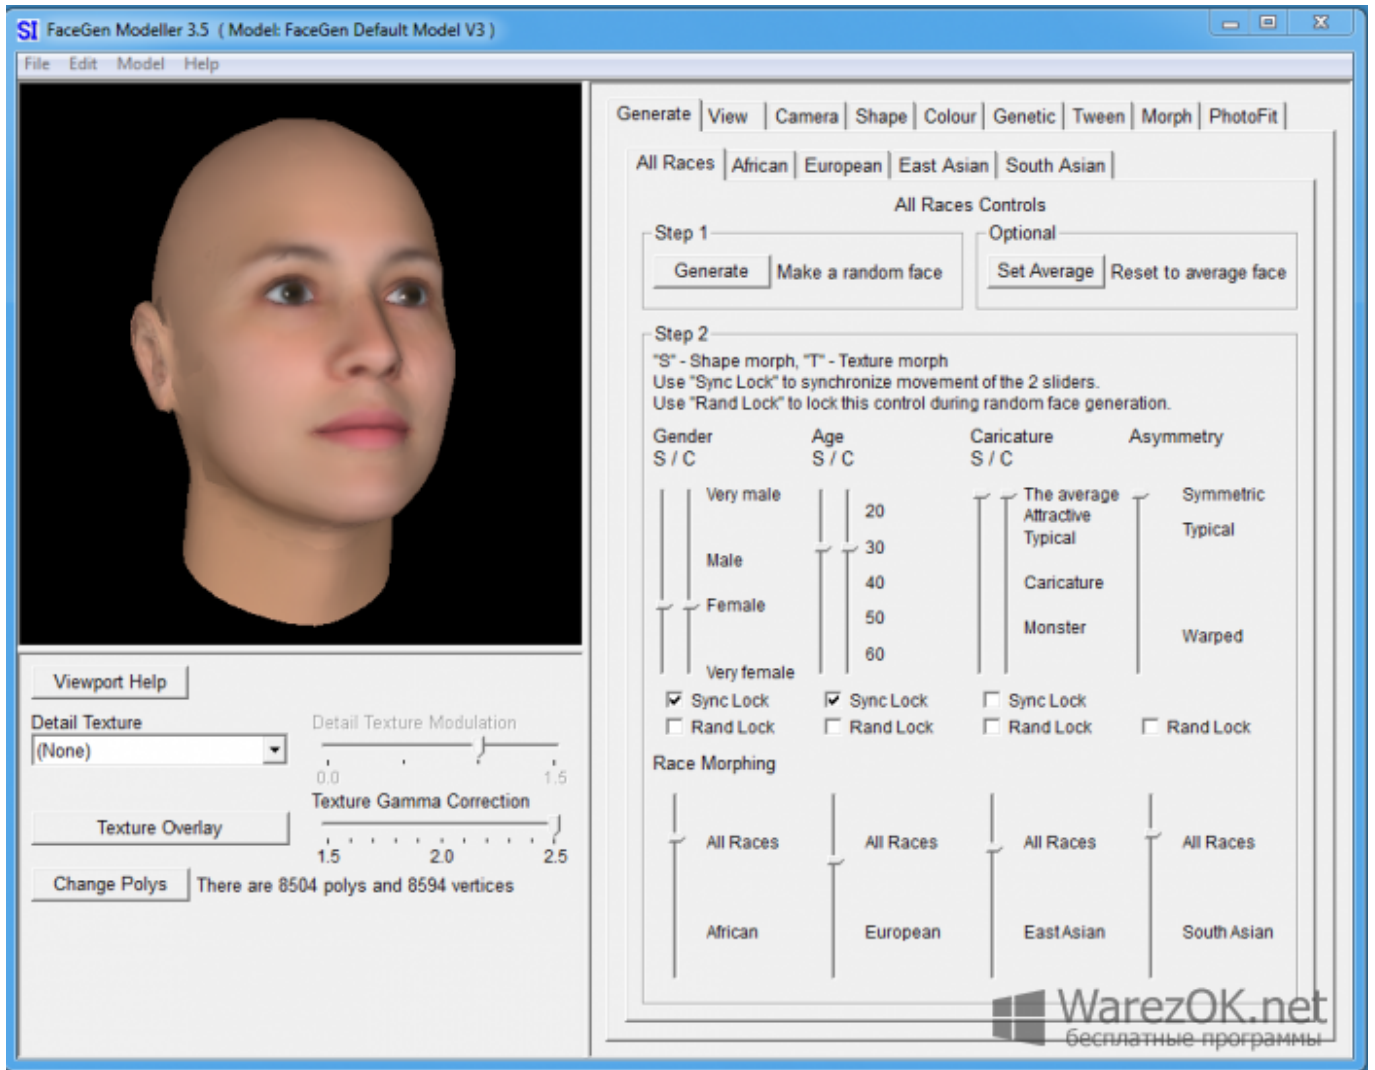 SI FaceGen Modeller 3.5 ( Model: FaceGen Default Model V3 )
File Edit Model Help
Generate View Camera Shape Colour Genetic Tween Morph PhotoFit
All Races African European East Asian South Asian
All Races Controls
Step 1
Generate Make a random face
Optional
Set Average Reset to average face
Step 2
"S" - Shape morph, "T" - Texture morph
Use "Sync Lock" to synchronize movement of the 2 sliders.
Use "Rand Lock" to lock this control during random face generation.
Gender Age Caricature Asymmetry
S / C S / C S / C
Very male
Male
Female
Very female
20
30
40
50
60
The average
Attractive
Typical
Caricature
Monster
Symmetric
Typical
Warped
Sync Lock Sync Lock Sync Lock
Rand Lock Rand Lock Rand Lock Rand Lock
Race Morphing
All Races All Races All Races All Races
African European East Asian South Asian
Viewport Help
Detail Texture
(None)
Detail Texture Modulation
0.0 1.5
Texture Gamma Correction
1.5 2.0 2.5
Texture Overlay
Change Polys There are 8504 polys and 8594 vertices
WarezOK.net
бесплатные программы